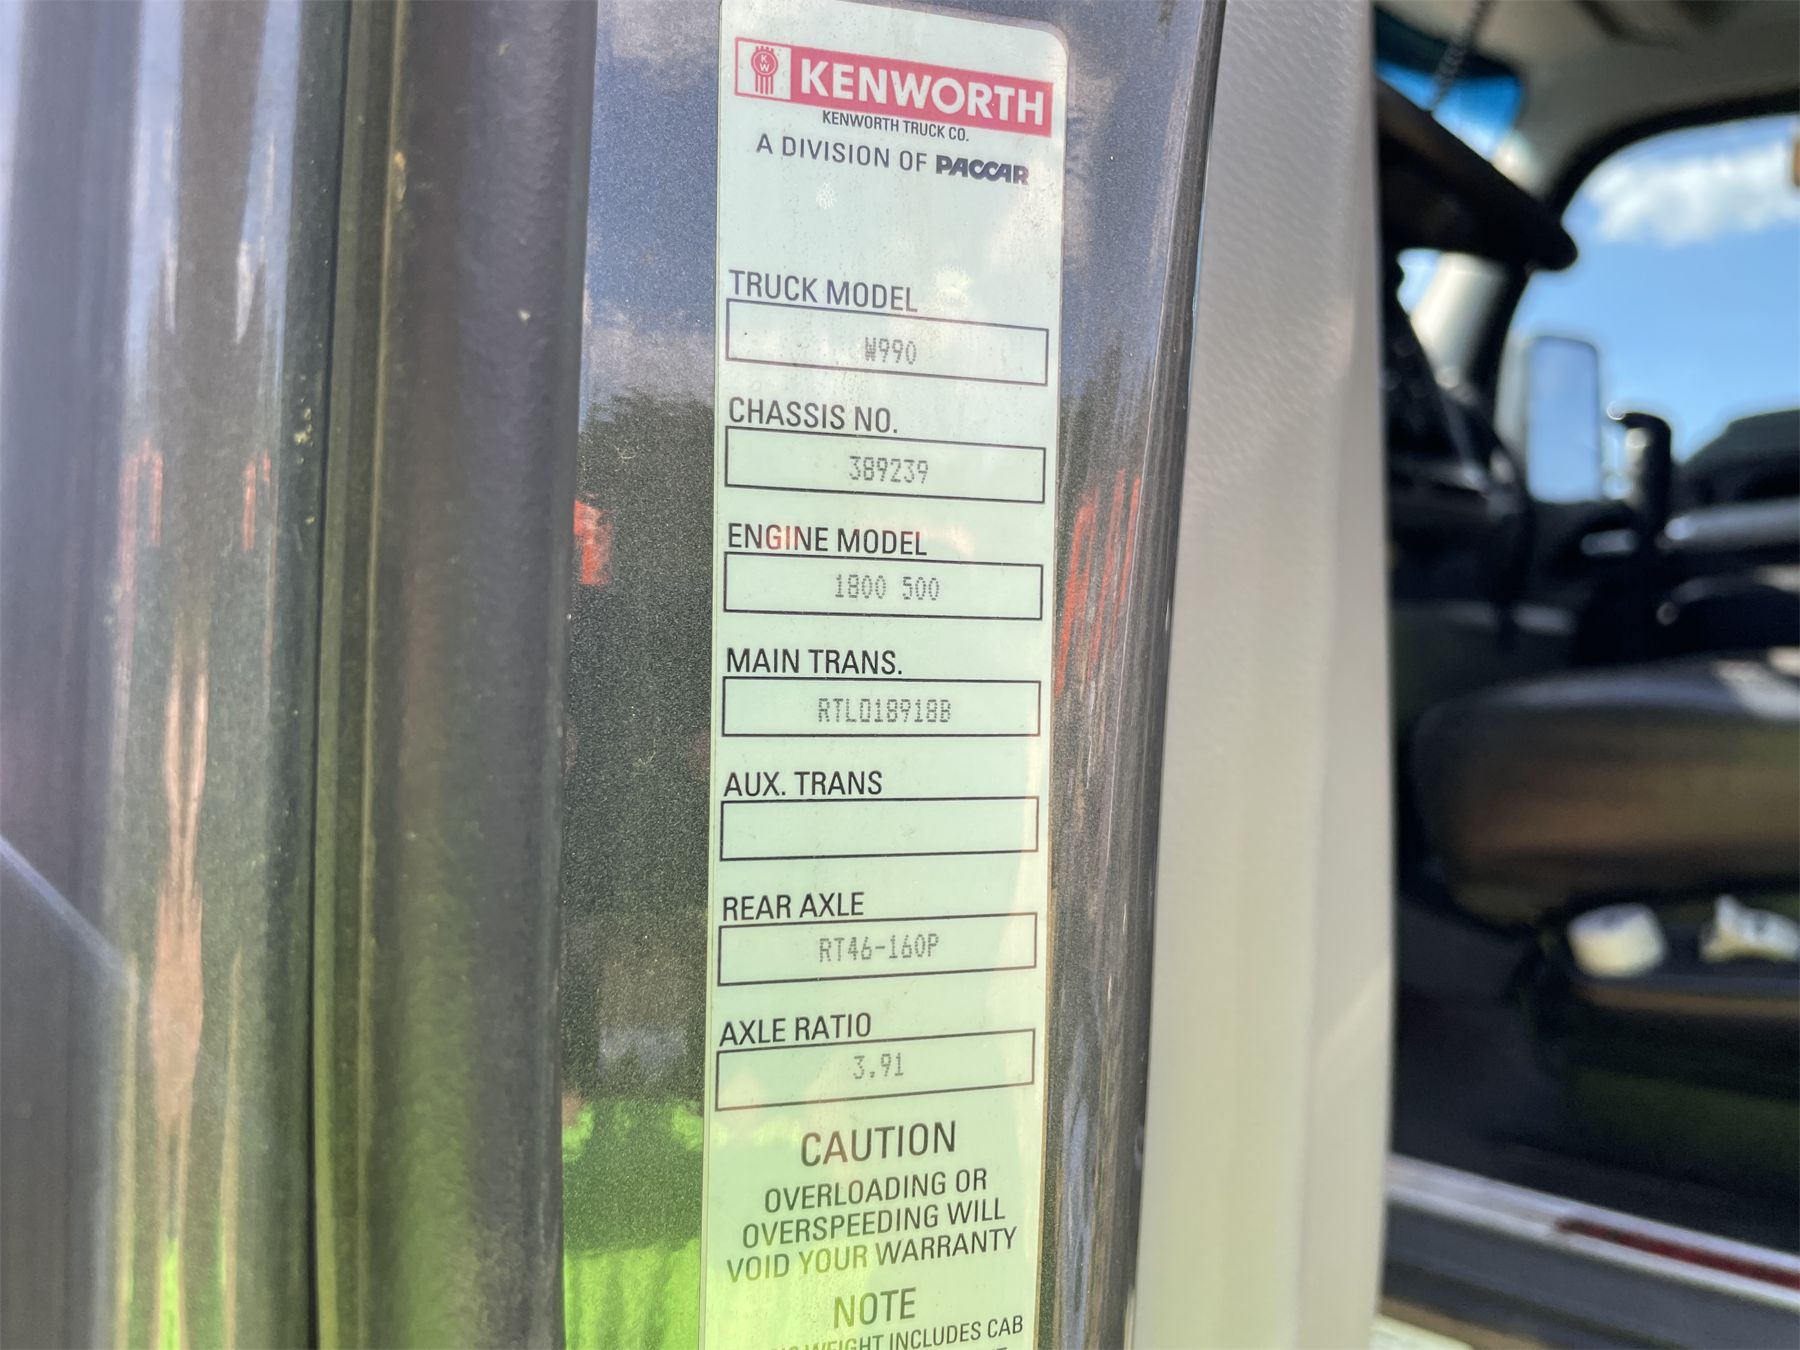 KW KENWORTH
KENWORTH TRUCK CO.
A DIVISION OF PACCAR
TRUCK MODEL
W990
CHASSIS NO.
389239
ENGINE MODEL
1800 500
MAIN TRANS.
RTLO18918B
AUX. TRANS
REAR AXLE
RT46-160P
AXLE RATIO
3.91
CAUTION
OVERLOADING OR
OVERSPEEDING WILL
VOID YOUR WARRANTY
NOTE
WEIGHT INCLUDES CAB